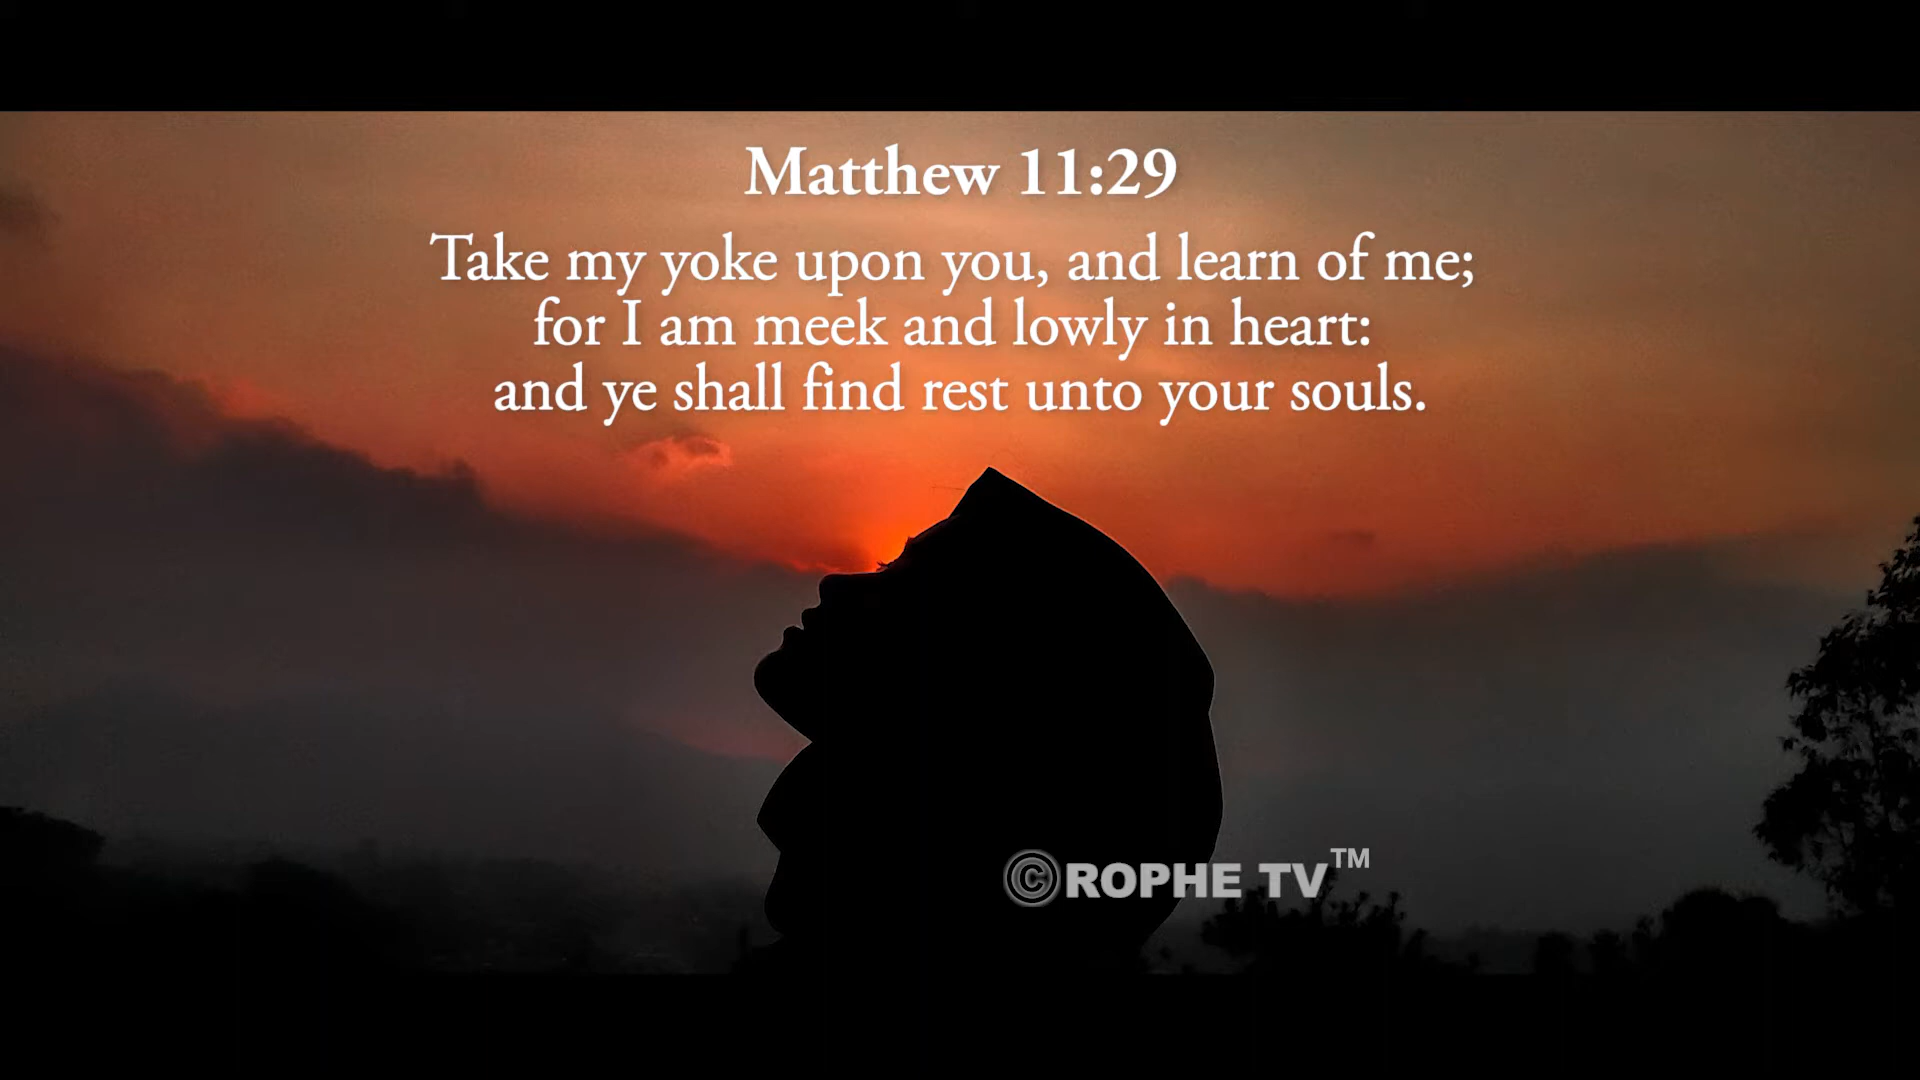 Matthew 11:29
Take my yoke upon you, and learn of me;
for I am meek and lowly in heart:
and ye shall find rest unto your souls.
©ROPHE TV™